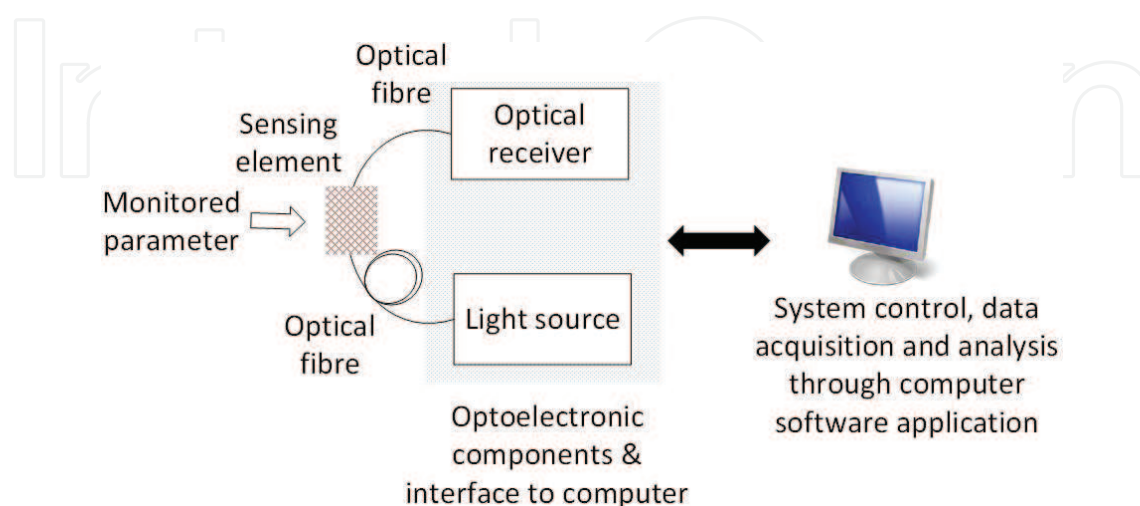 Optical
fibre
Optical
receiver
Sensing
element
Monitored
parameter
Optical
fibre
Light source
System control, data
acquisition and analysis
through computer
software application
Optoelectronic
components &
interface to computer